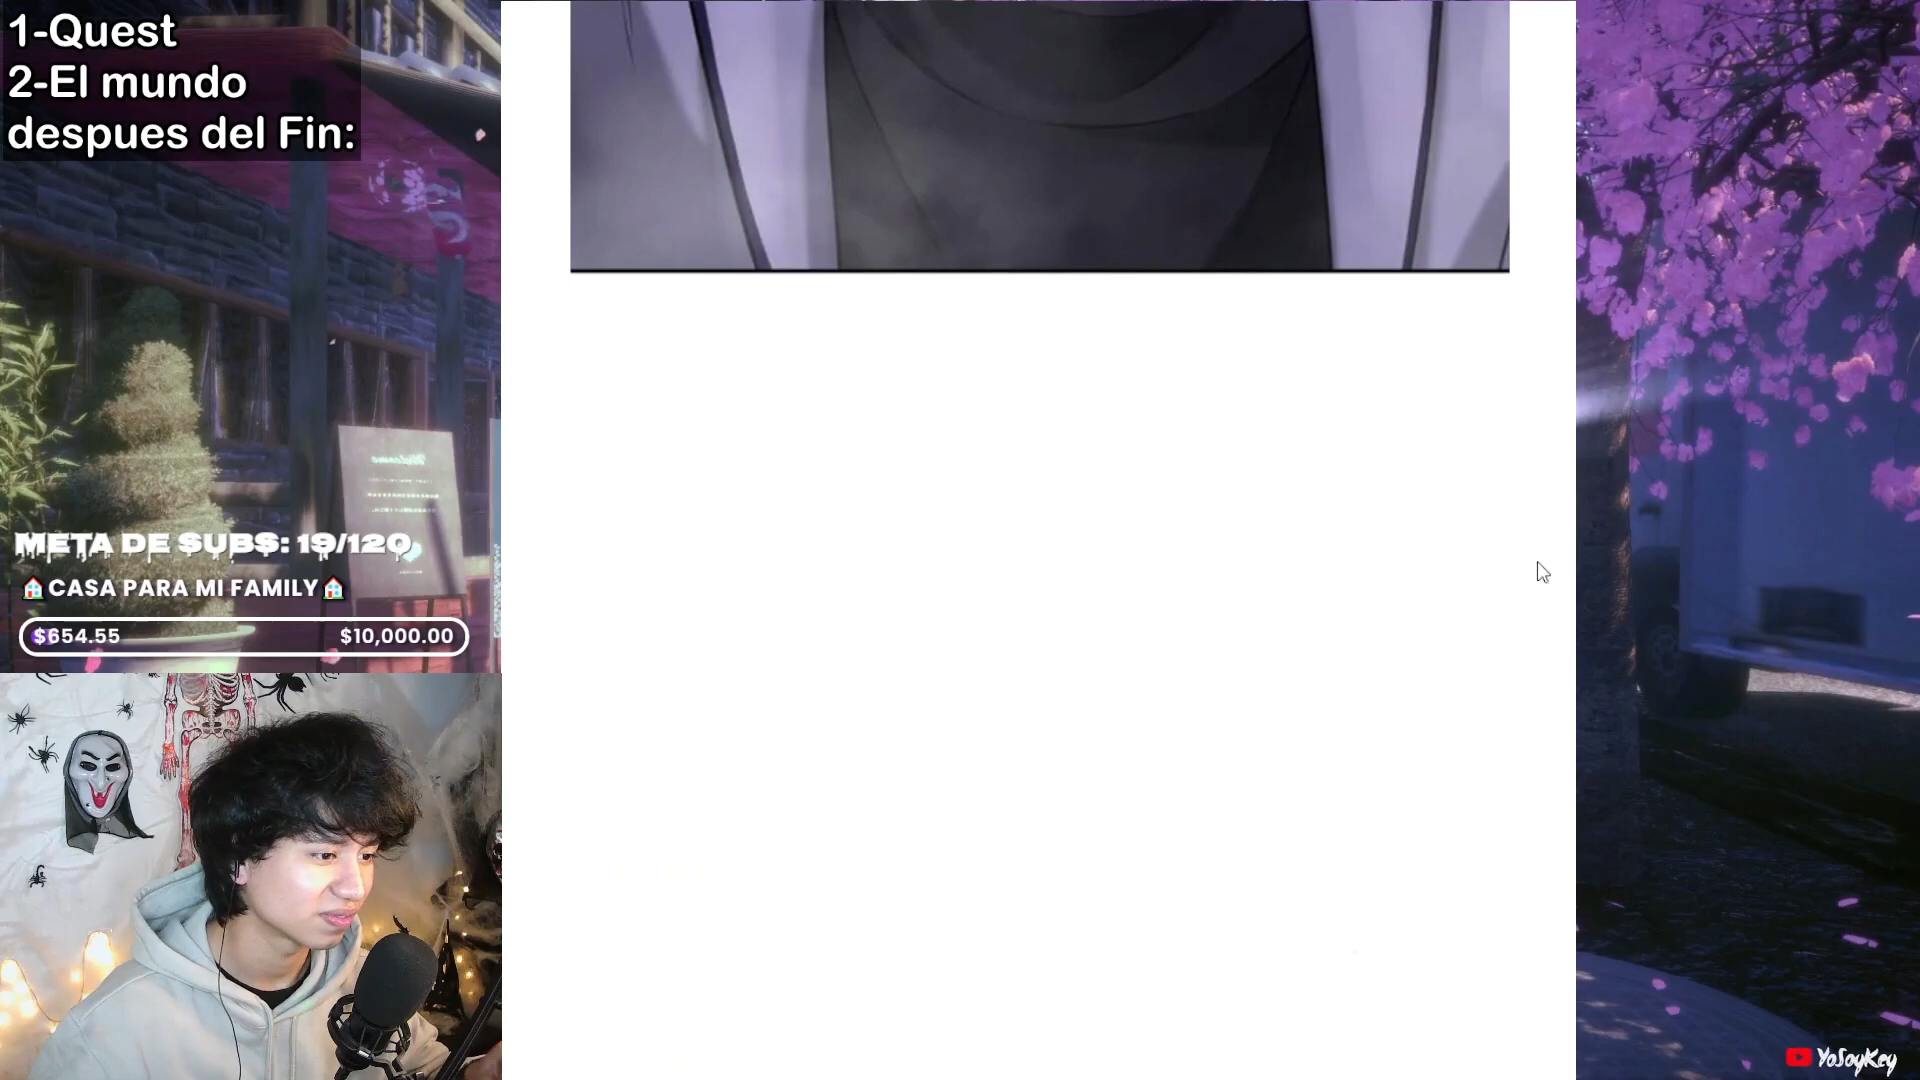 1-Quest
2-El mundo
despues del Fin:
Welcome
META DE SUBS: 19/120
🏠CASA PARA MI FAMILY🏠
$654.55 $10,000.00
YoSoyKey